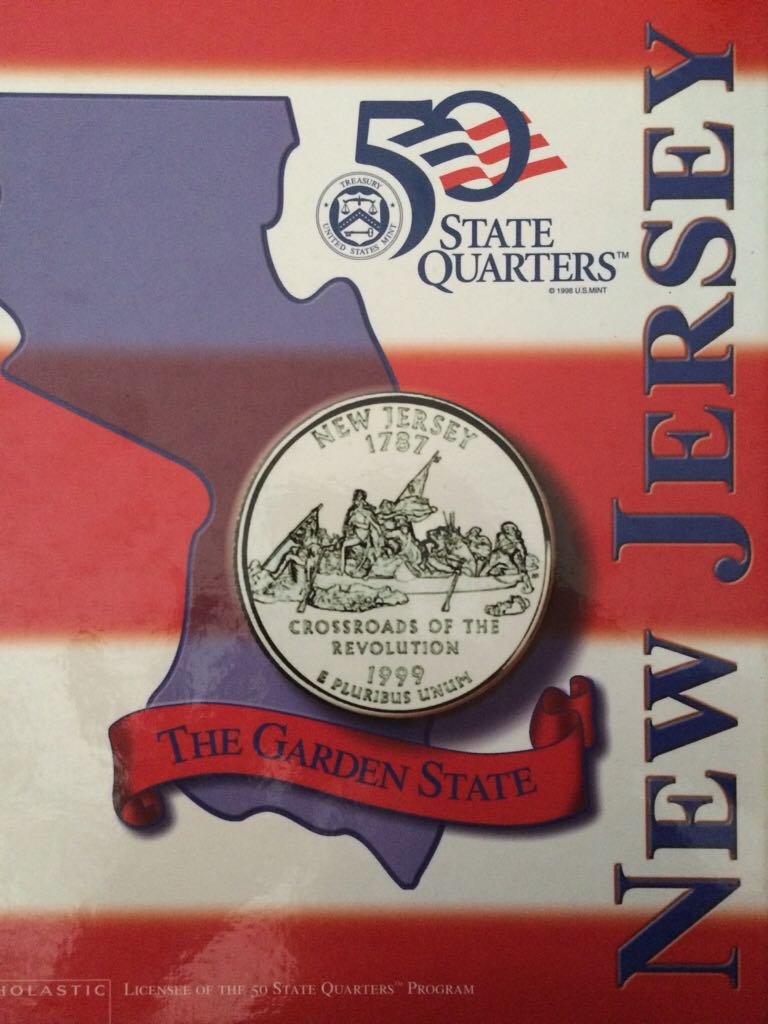 50
TREASURY
UNITED STATES MINT
STATE
QUARTERS™
© 1998 U.S. MINT
NEW JERSEY
NEW JERSEY
1787
CROSSROADS OF THE
REVOLUTION
1999
E PLURIBUS UNUM
THE GARDEN STATE
HOLASTIC
LICENSEE OF THE 50 STATE QUARTERS™ PROGRAM